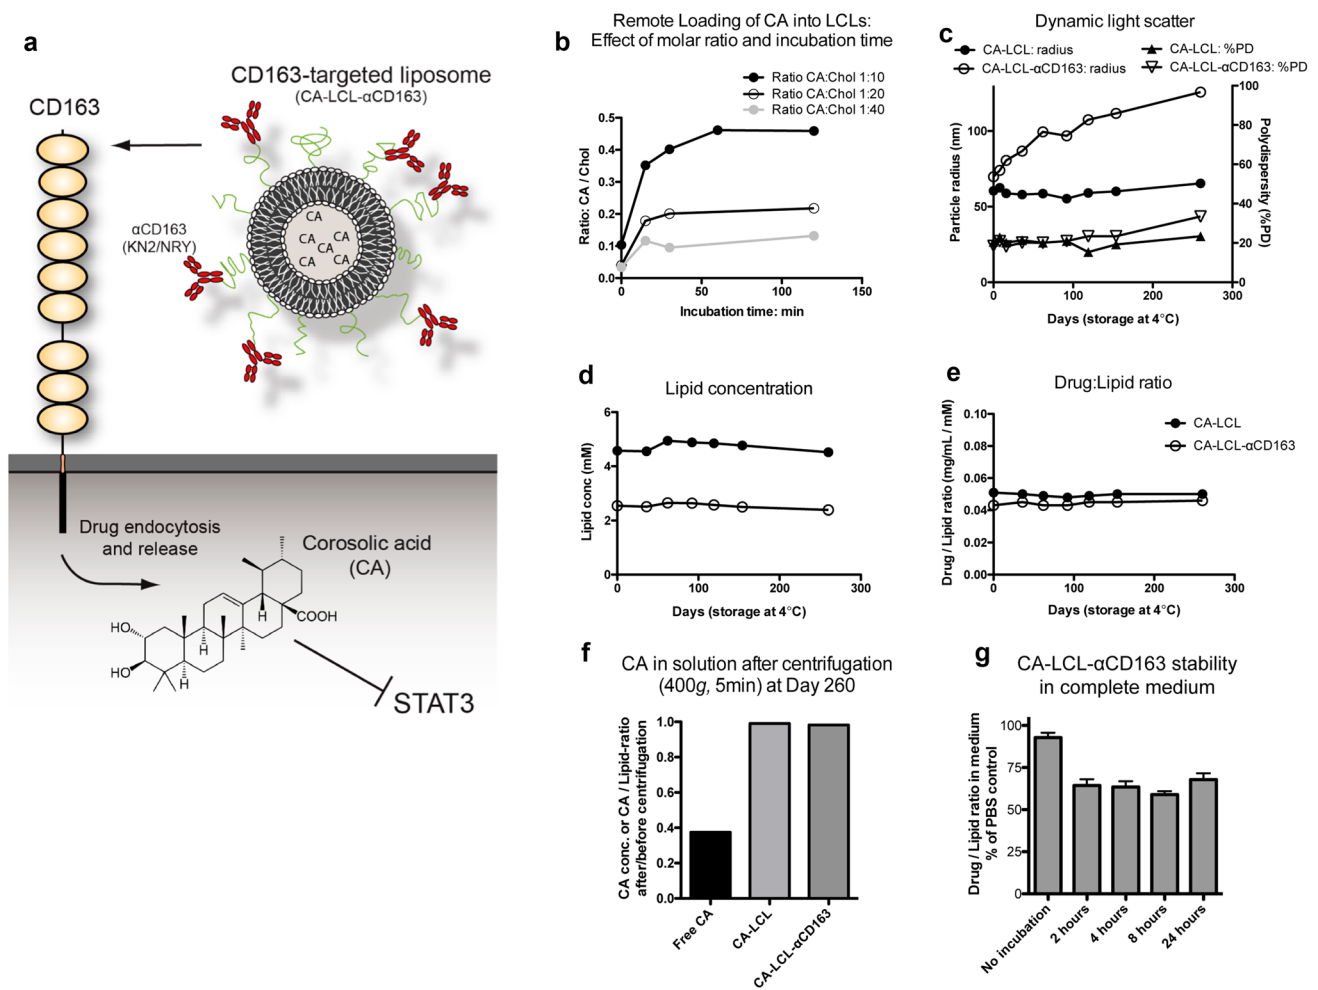 a
CD163-targeted liposome
(CA-LCL-αCD163)
CD163
αCD163
(KN2/NRY)
CA
CA
CA
CA
CA
CA
Drug endocytosis
and release
Corosolic acid
(CA)
HO
HO
H
H
H
COOH
STAT3
b
Remote Loading of CA into LCLs:
Effect of molar ratio and incubation time
Ratio CA:Chol 1:10
Ratio CA:Chol 1:20
Ratio CA:Chol 1:40
Ratio: CA / Chol
0.5
0.4
0.3
0.2
0.1
0.0
0 50 100 150
Incubation time: min
c
Dynamic light scatter
CA-LCL: radius
CA-LCL: %PD
CA-LCL-αCD163: radius
CA-LCL-αCD163: %PD
Particle radius (nm)
100
50
0
100
80
60
40
20
0
Polydispersity (%PD)
0 100 200 300
Days (storage at 4°C)
d
Lipid concentration
Lipid conc (mM)
6
4
2
0
0 100 200 300
Days (storage at 4°C)
e
Drug:Lipid ratio
CA-LCL
CA-LCL-αCD163
Drug / Lipid ratio (mg/mL / mM)
0.10
0.08
0.06
0.04
0.02
0.00
0 100 200 300
Days (storage at 4°C)
f
CA in solution after centrifugation
(400g, 5min) at Day 260
CA conc. or CA / Lipid-ratio
after/before centrifugation
1.0
0.8
0.6
0.4
0.2
0.0
Free CA
CA-LCL
CA-LCL-αCD163
g
CA-LCL-αCD163 stability
in complete medium
Drug / Lipid ratio in medium
% of PBS control
100
75
50
25
0
No incubation
2 hours
4 hours
8 hours
24 hours